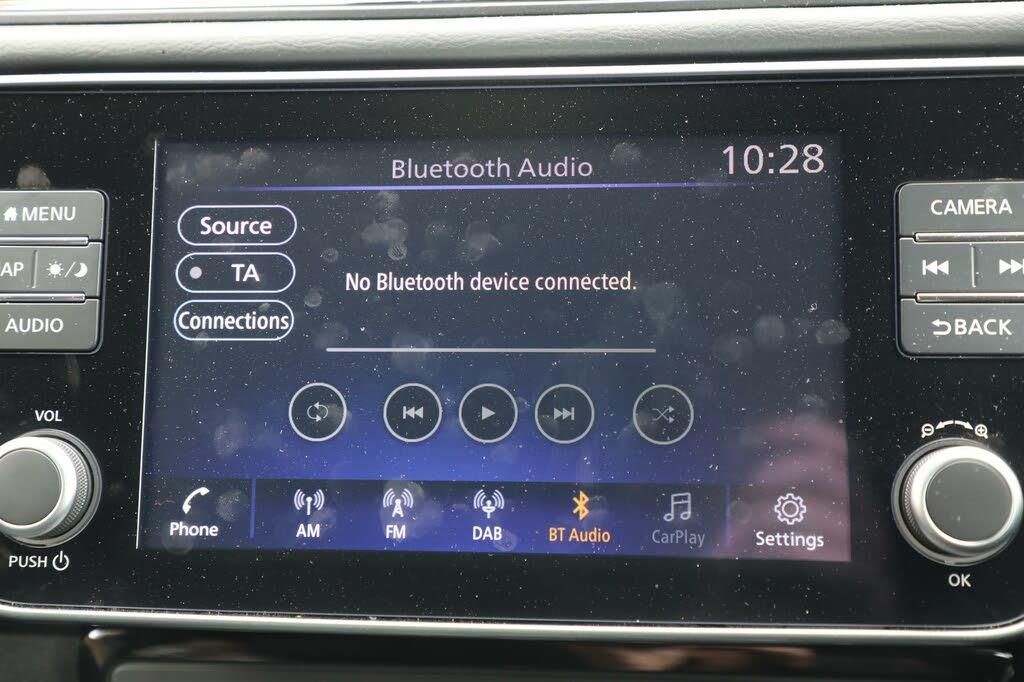 Bluetooth Audio
10:28
MENU
AP
AUDIO
VOL
PUSH
Source
TA
Connections
No Bluetooth device connected.
Phone
AM
FM
DAB
BT Audio
CarPlay
Settings
CAMERA
BACK
OK